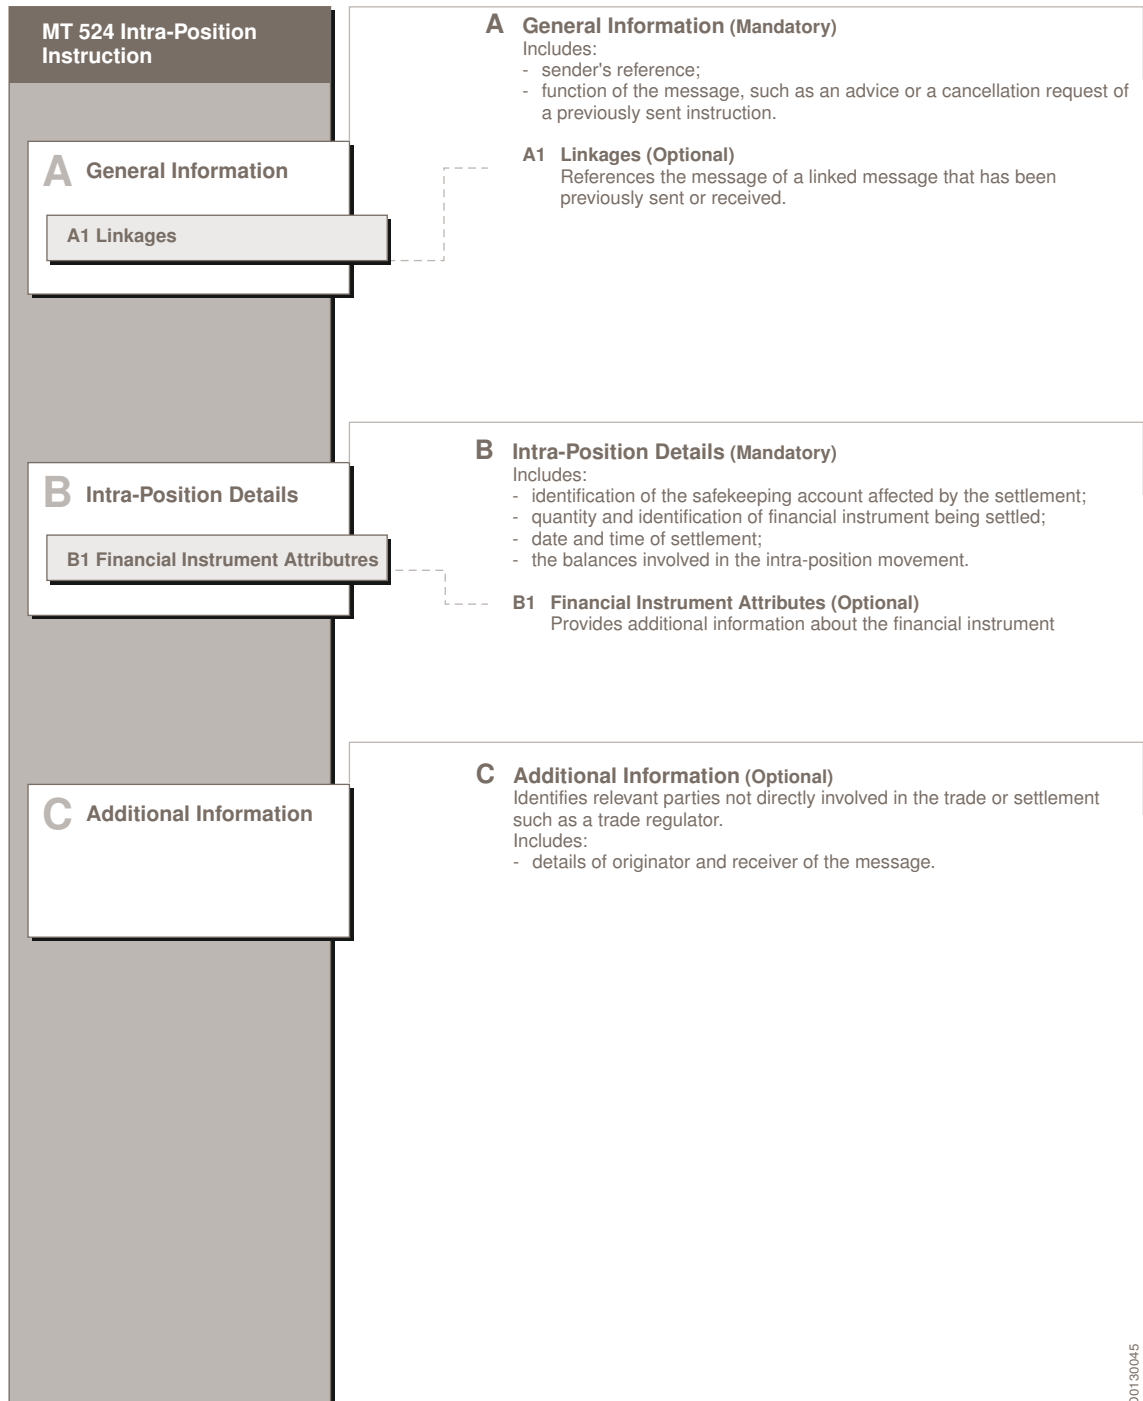 MT 524 Intra-Position
Instruction
A General Information
A1 Linkages
A General Information (Mandatory)
Includes:
- sender's reference;
- function of the message, such as an advice or a cancellation request of
a previously sent instruction.
A1 Linkages (Optional)
References the message of a linked message that has been
previously sent or received.
B Intra-Position Details
B1 Financial Instrument Attributres
B Intra-Position Details (Mandatory)
Includes:
- identification of the safekeeping account affected by the settlement;
- quantity and identification of financial instrument being settled;
- date and time of settlement;
- the balances involved in the intra-position movement.
B1 Financial Instrument Attributes (Optional)
Provides additional information about the financial instrument
C Additional Information
C Additional Information (Optional)
Identifies relevant parties not directly involved in the trade or settlement
such as a trade regulator.
Includes:
- details of originator and receiver of the message.